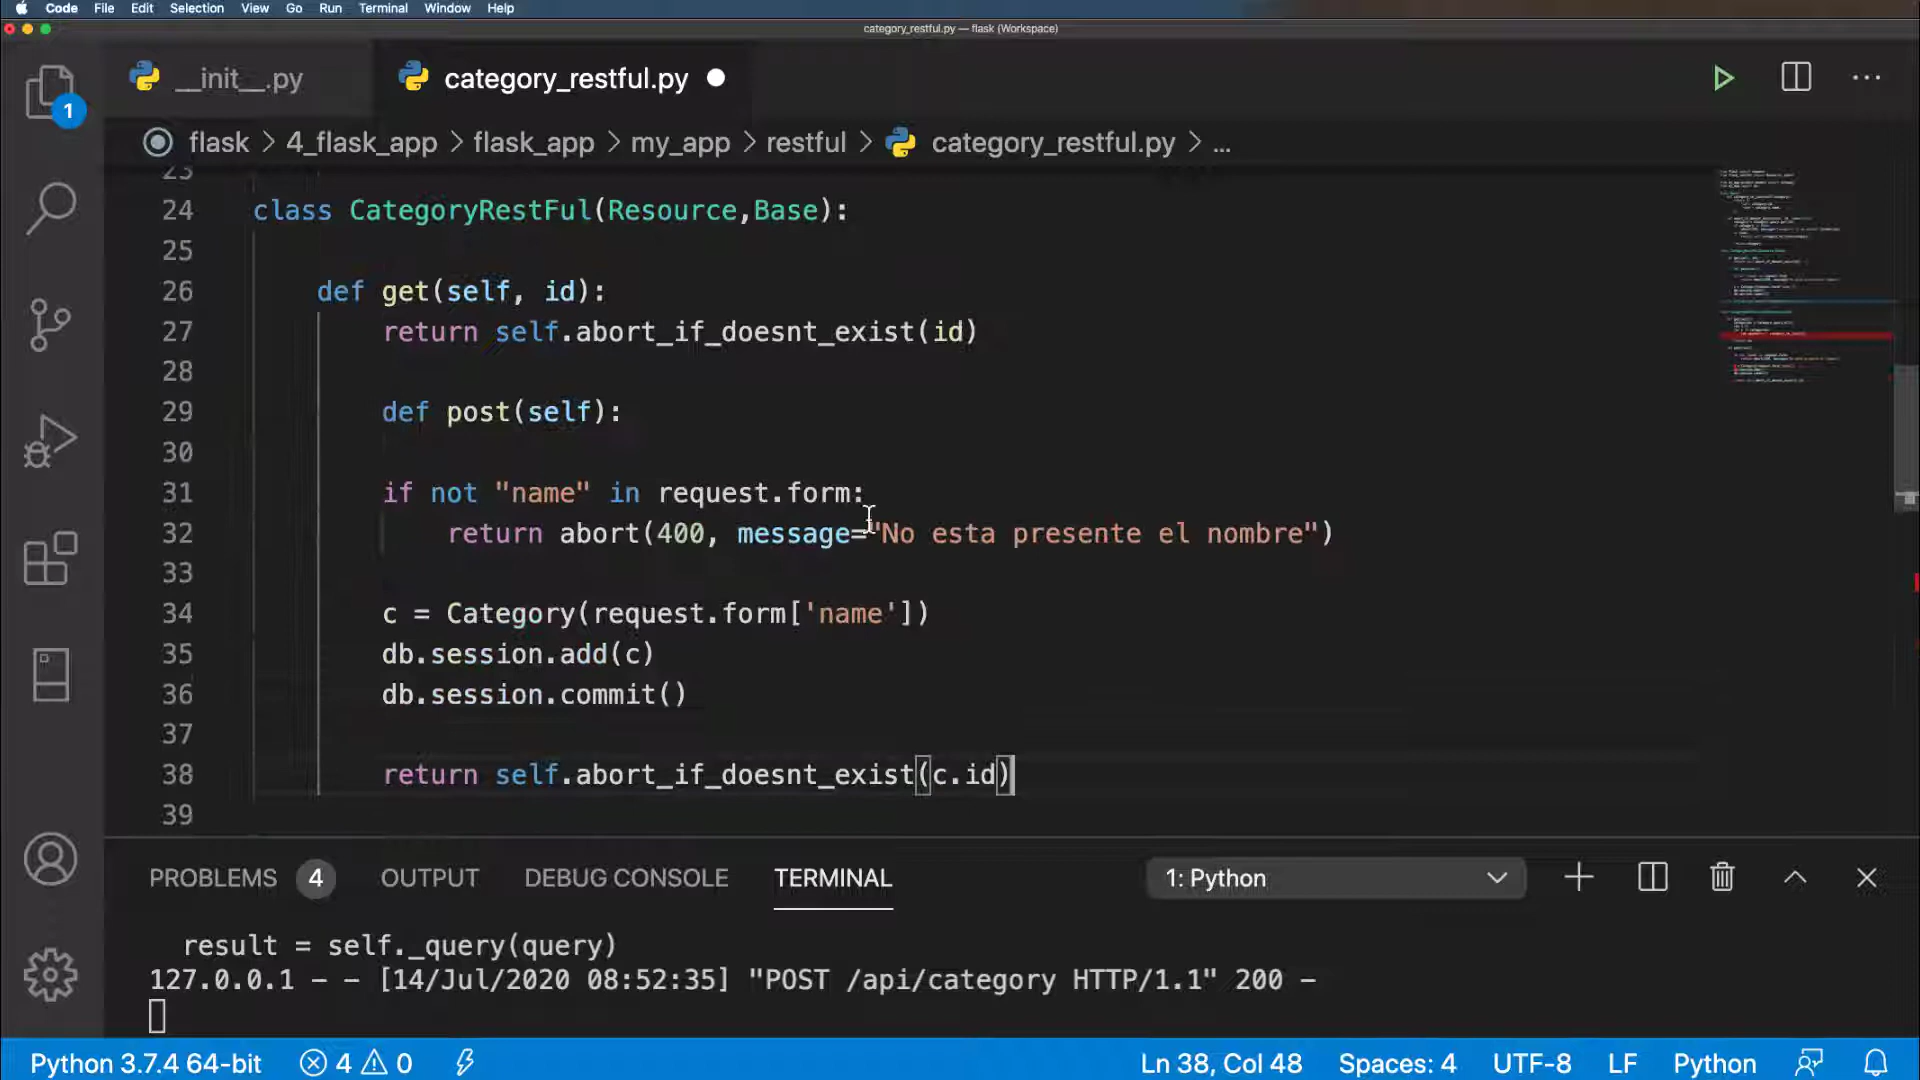 Code File Edit Selection View Go Run Terminal Window Help
category_restful.py — flask (Workspace)
__init__.py category_restful.py
1
flask > 4_flask_app > flask_app > my_app > restful > category_restful.py > ...
23
24 class CategoryRestFul(Resource,Base):
25
26 def get(self, id):
27 return self.abort_if_doesnt_exist(id)
28
29 def post(self):
30
31 if not "name" in request.form:
32 return abort(400, message="No esta presente el nombre")
33
34 c = Category(request.form['name'])
35 db.session.add(c)
36 db.session.commit()
37
38 return self.abort_if_doesnt_exist(c.id)
39
PROBLEMS 4 OUTPUT DEBUG CONSOLE TERMINAL 1: Python
result = self._query(query)
127.0.0.1 - - [14/Jul/2020 08:52:35] "POST /api/category HTTP/1.1" 200 -
Python 3.7.4 64-bit 4 0 Ln 38, Col 48 Spaces: 4 UTF-8 LF Python